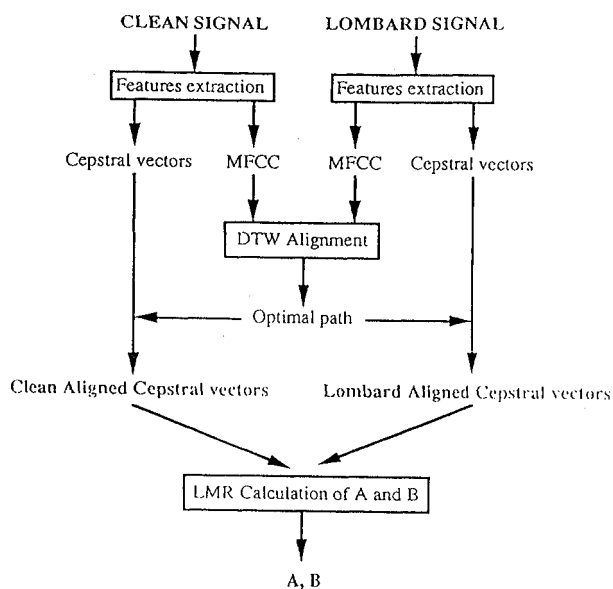 CLEAN SIGNAL
LOMBARD SIGNAL
Features extraction
Features extraction
Cepstral vectors
MFCC
MFCC
Cepstral vectors
DTW Alignment
Optimal path
Clean Aligned Cepstral vectors
Lombard Aligned Cepstral vectors
LMR Calculation of A and B
A, B